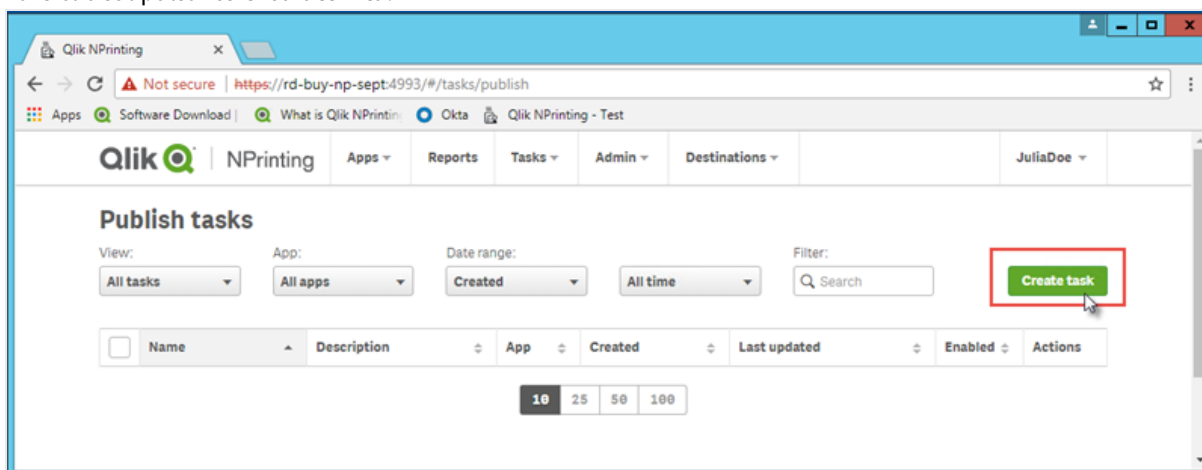 Qlik NPrinting
Not secure | https://rd-buy-np-sept:4993/#/tasks/publish
Apps Software Download | What is Qlik NPrintin Okta Qlik NPrinting - Test
Qlik NPrinting Apps Reports Tasks Admin Destinations JuliaDoe
Publish tasks
View: App: Date range: Filter:
All tasks All apps Created All time Search Create task
Name Description App Created Last updated Enabled Actions
10 25 50 100